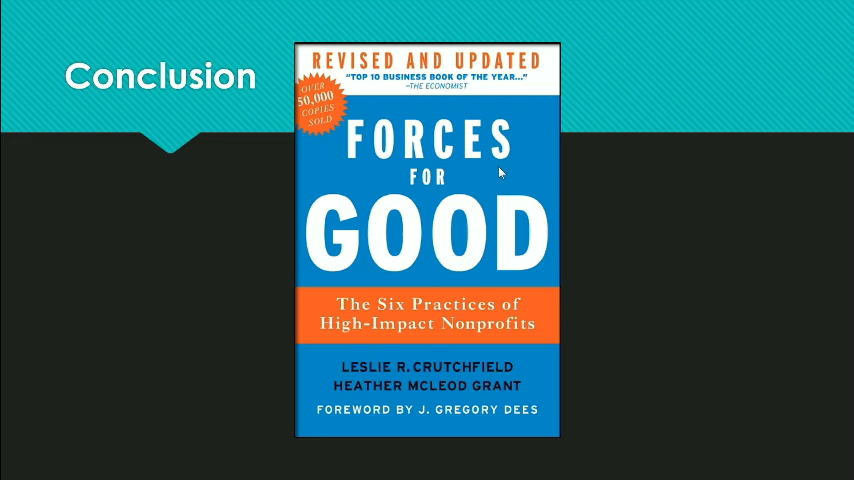 Conclusion
REVISED AND UPDATED
"TOP 10 BUSINESS BOOK OF THE YEAR..."
–THE ECONOMIST
OVER
50,000
COPIES
SOLD
FORCES
FOR
GOOD
The Six Practices of
High-Impact Nonprofits
LESLIE R. CRUTCHFIELD
HEATHER MCLEOD GRANT
FOREWORD BY J. GREGORY DEES